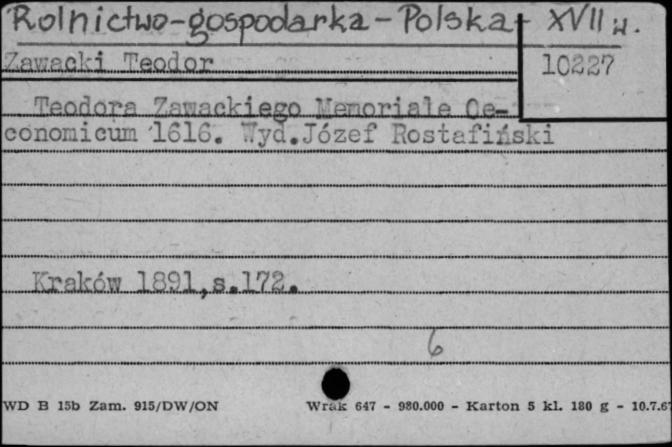 Rolnictwo-gospodarka-Polska- XVII w.
Zawacki Teodor
10227
Teodora Zawackiego Memoriale Oe-
conomicum 1616. Wyd.Józef Rostafiński
Kraków 1891,s.172.
6
WD B 15b Zam. 915/DW/ON Wrak 647 - 980.000 - Karton 5 kl. 180 g - 10.7.67